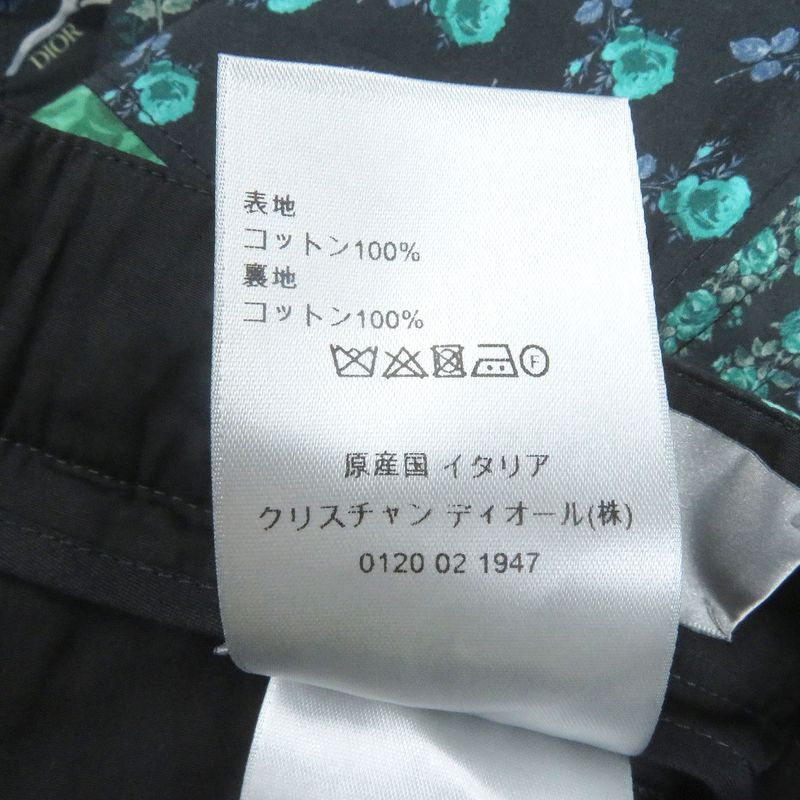 DIOR
表地
コットン100%
裏地
コットン100%
F
原産国 イタリア
クリスチャン ディオール(株)
0120 02 1947